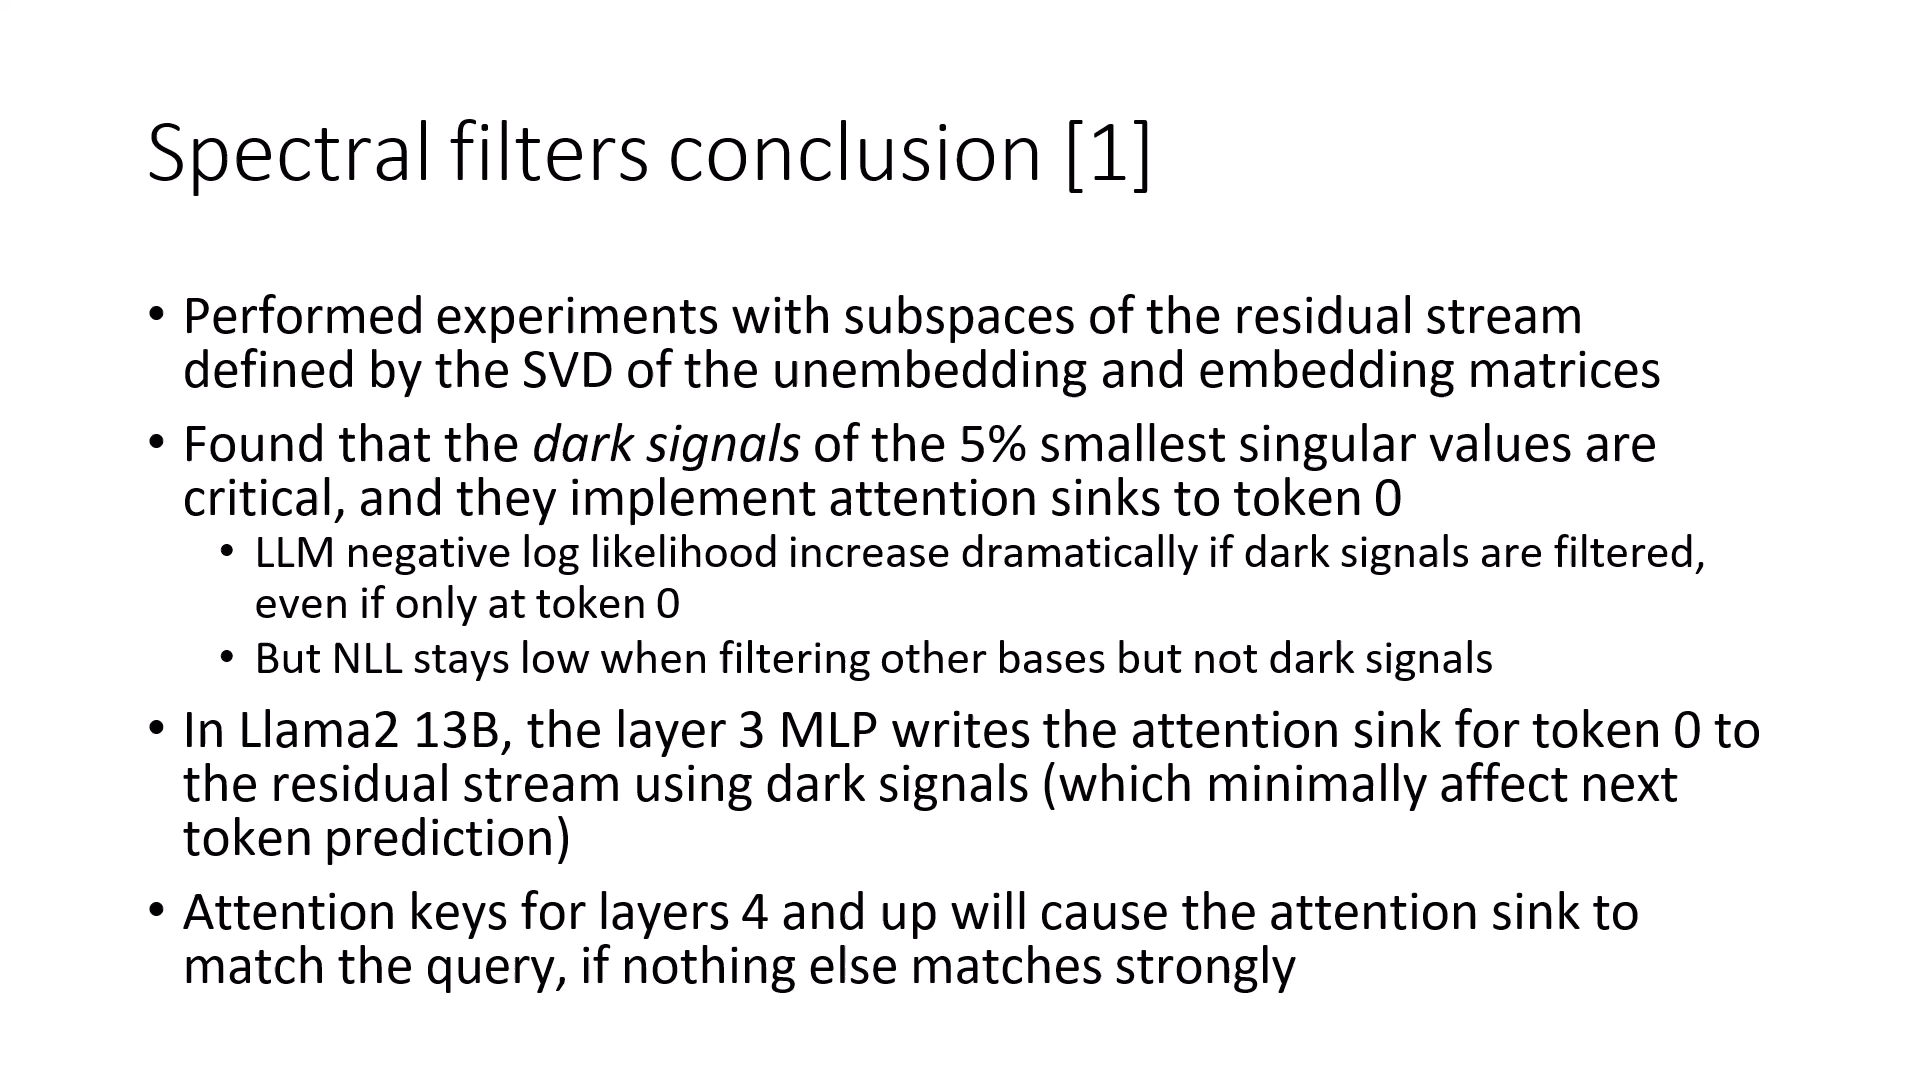 Spectral filters conclusion [1]
• Performed experiments with subspaces of the residual stream
defined by the SVD of the unembedding and embedding matrices
• Found that the dark signals of the 5% smallest singular values are
critical, and they implement attention sinks to token 0
• LLM negative log likelihood increase dramatically if dark signals are filtered,
even if only at token 0
• But NLL stays low when filtering other bases but not dark signals
• In Llama2 13B, the layer 3 MLP writes the attention sink for token 0 to
the residual stream using dark signals (which minimally affect next
token prediction)
• Attention keys for layers 4 and up will cause the attention sink to
match the query, if nothing else matches strongly